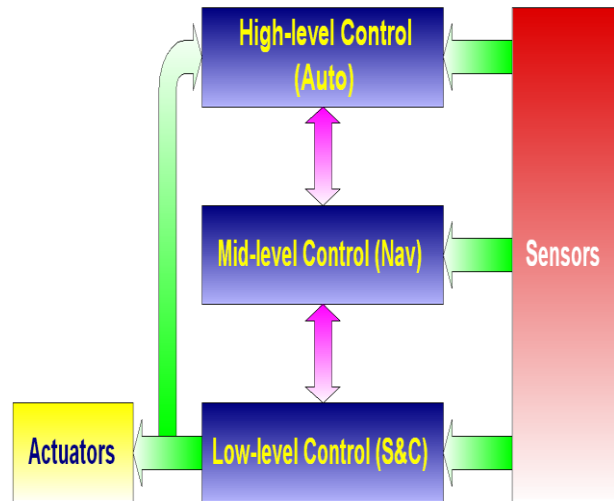 High-level Control
(Auto)
Mid-level Control (Nav)
Sensors
Actuators
Low-level Control (S&C)